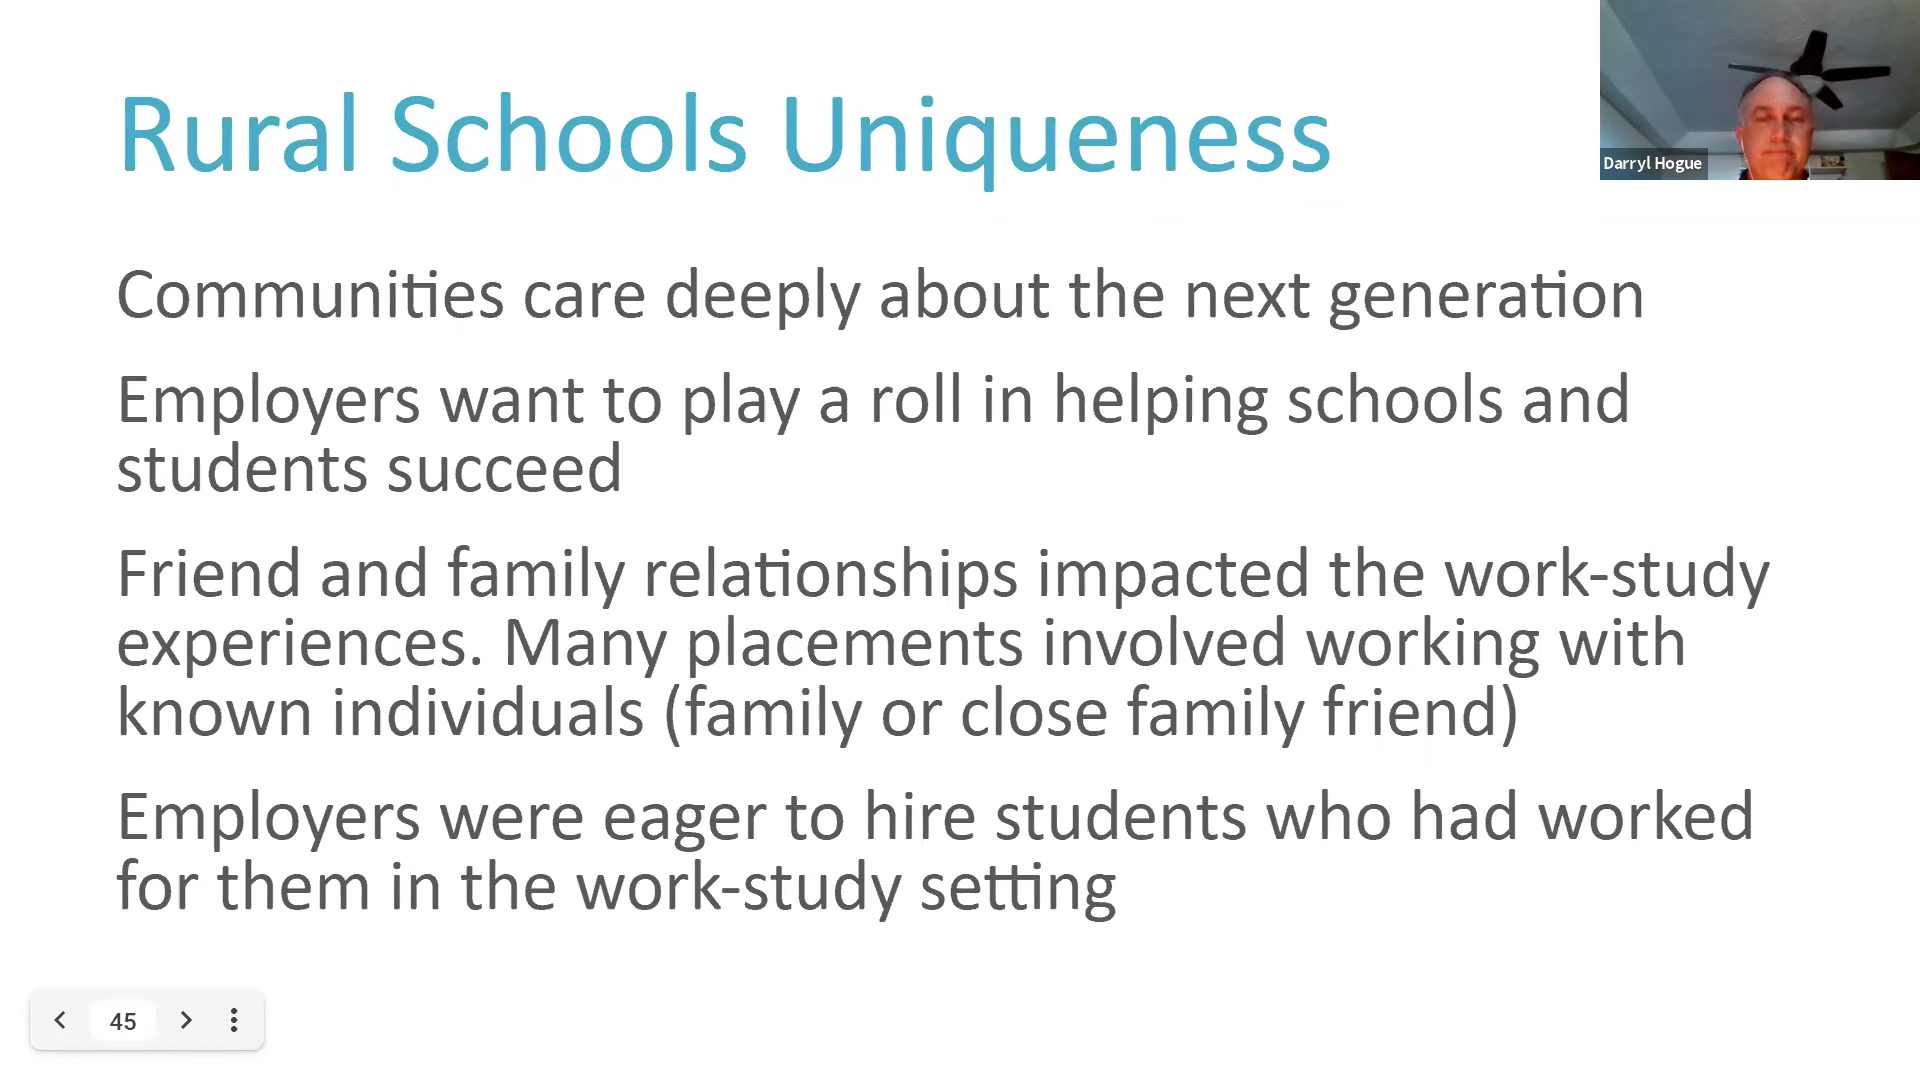 Rural Schools Uniqueness
Darryl Hogue
Communities care deeply about the next generation
Employers want to play a roll in helping schools and
students succeed
Friend and family relationships impacted the work-study
experiences. Many placements involved working with
known individuals (family or close family friend)
Employers were eager to hire students who had worked
for them in the work-study setting
45